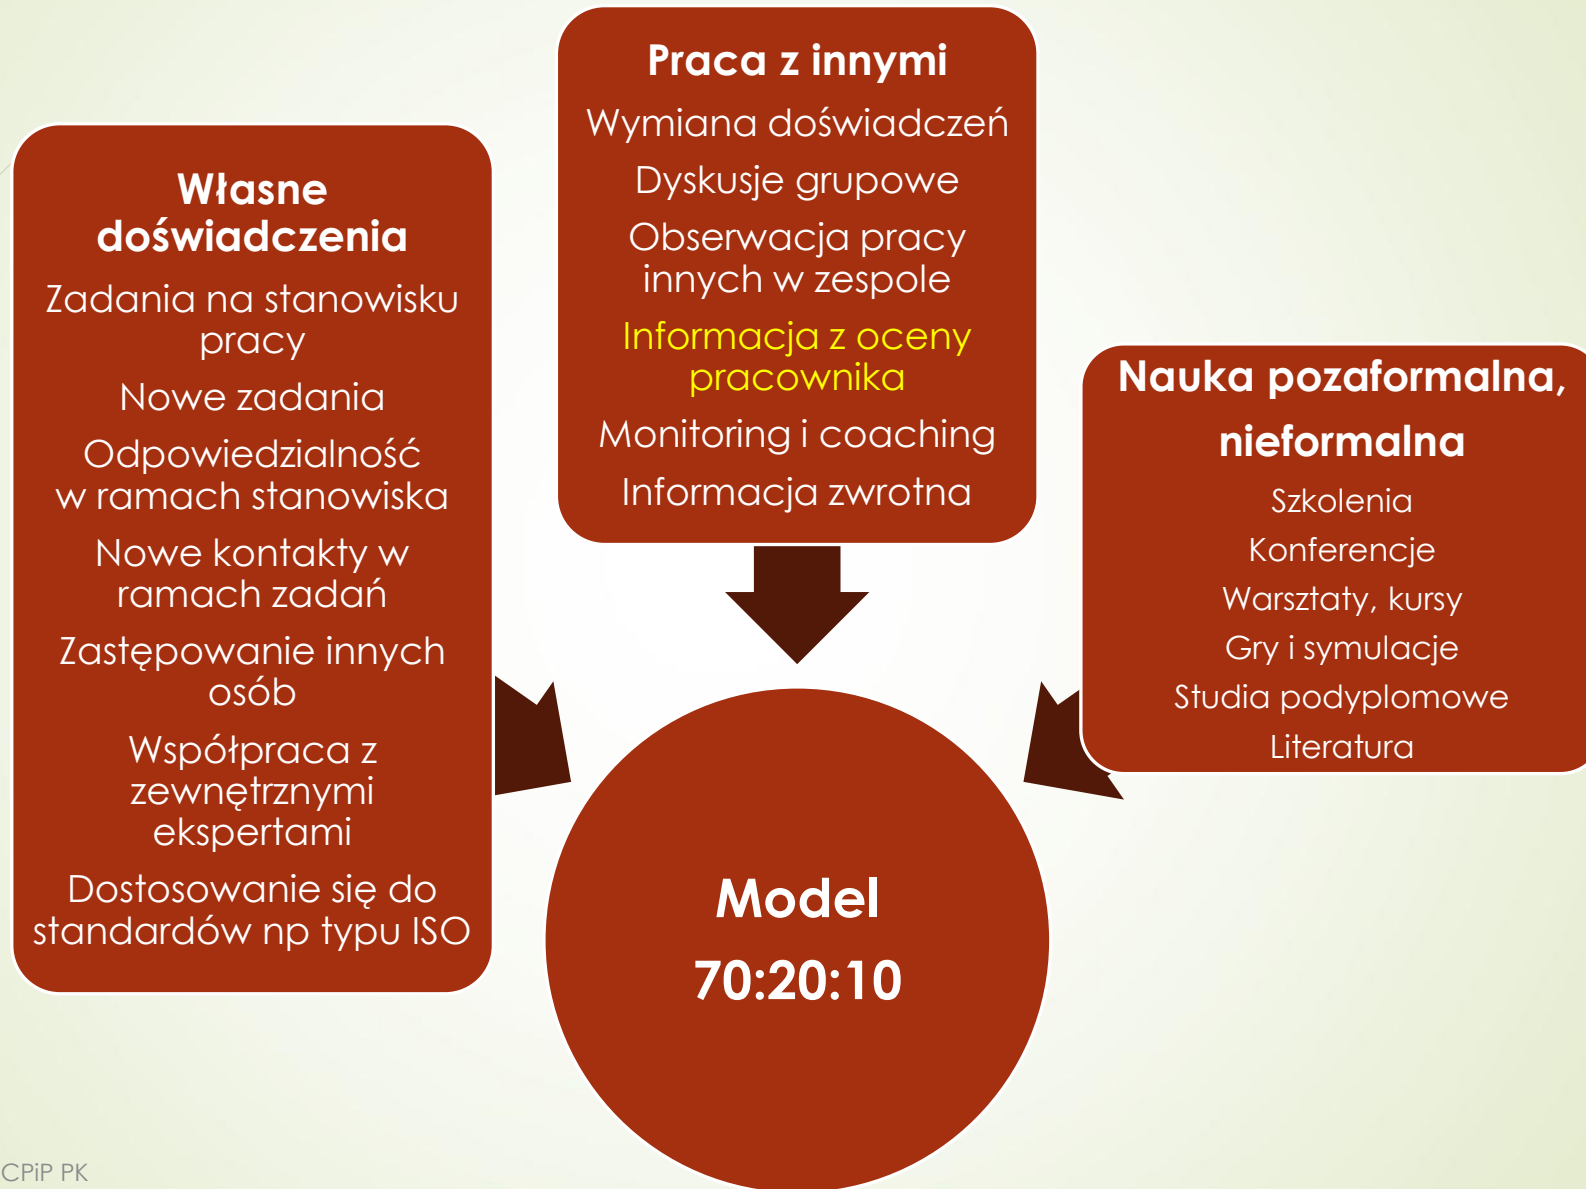 Własne
doświadczenia
Zadania na stanowisku
pracy
Nowe zadania
Odpowiedzialność
w ramach stanowiska
Nowe kontakty w
ramach zadań
Zastępowanie innych
osób
Współpraca z
zewnętrznymi
ekspertami
Dostosowanie się do
standardów np typu ISO
Praca z innymi
Wymiana doświadczeń
Dyskusje grupowe
Obserwacja pracy
innych w zespole
Informacja z oceny
pracownika
Monitoring i coaching
Informacja zwrotna
Nauka pozaformalna,
nieformalna
Szkolenia
Konferencje
Warsztaty, kursy
Gry i symulacje
Studia podyplomowe
Literatura
Model
70:20:10
CPiP PK